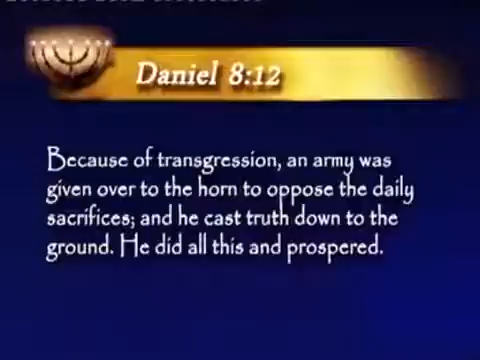 Daniel 8:12
Because of transgression, an army was
given over to the horn to oppose the daily
sacrifices; and he cast truth down to the
ground. He did all this and prospered.